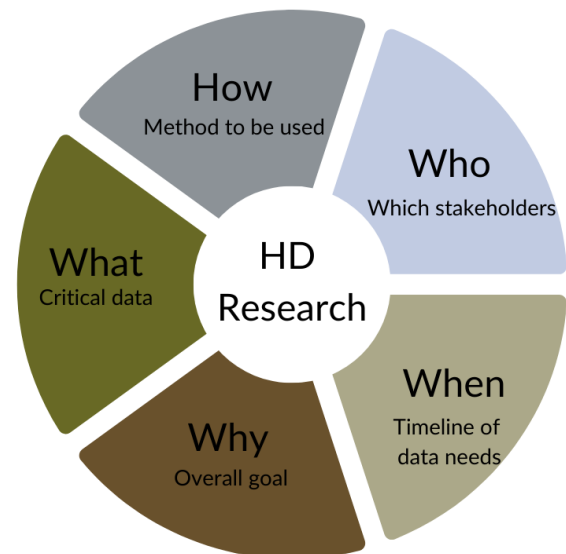 How
Method to be used
Who
Which stakeholders
What
Critical data
HD
Research
When
Timeline of
data needs
Why
Overall goal